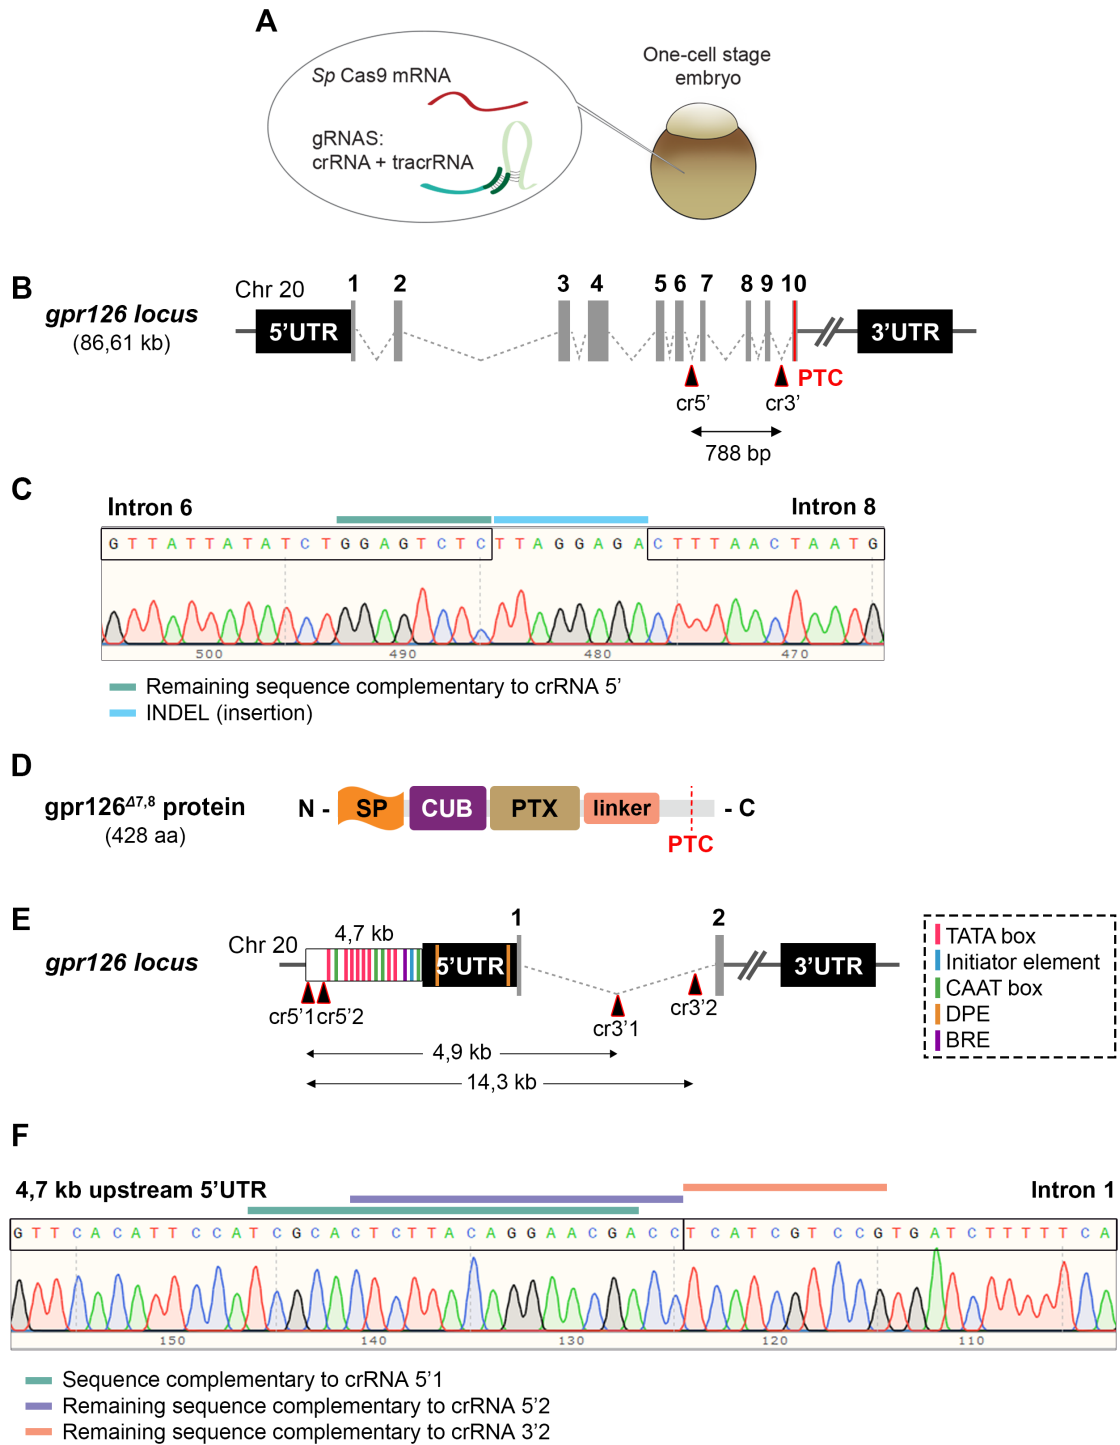 A
Sp Cas9 mRNA
gRNAS:
crRNA + tracrRNA
One-cell stage
embryo
B
gpr126 locus
(86,61 kb)
Chr 20
1 2 3 4 5 6 7 8 9 10
5'UTR
3'UTR
PTC
cr5'
cr3'
788 bp
C
Intron 6
Intron 8
G T T A T T A T A T C T G G A G T C T C T T A G G A G A C T T T A A C T A A T G
500 490 480 470
Remaining sequence complementary to crRNA 5'
INDEL (insertion)
D
gpr126Δ7,8 protein
(428 aa)
N -
SP
CUB
PTX
linker
- C
PTC
E
gpr126 locus
Chr 20
4,7 kb
1
2
5'UTR
3'UTR
cr5'1
cr5'2
cr3'1
cr3'2
4,9 kb
14,3 kb
TATA box
Initiator element
CAAT box
DPE
BRE
F
4,7 kb upstream 5'UTR
Intron 1
G T T C A C A T T C C A T C G C A C T C T T A C A G G A A C G A C C T C A T C G T C C G T G A T C T T T T T C A
150 140 130 120 110
Sequence complementary to crRNA 5'1
Remaining sequence complementary to crRNA 5'2
Remaining sequence complementary to crRNA 3'2